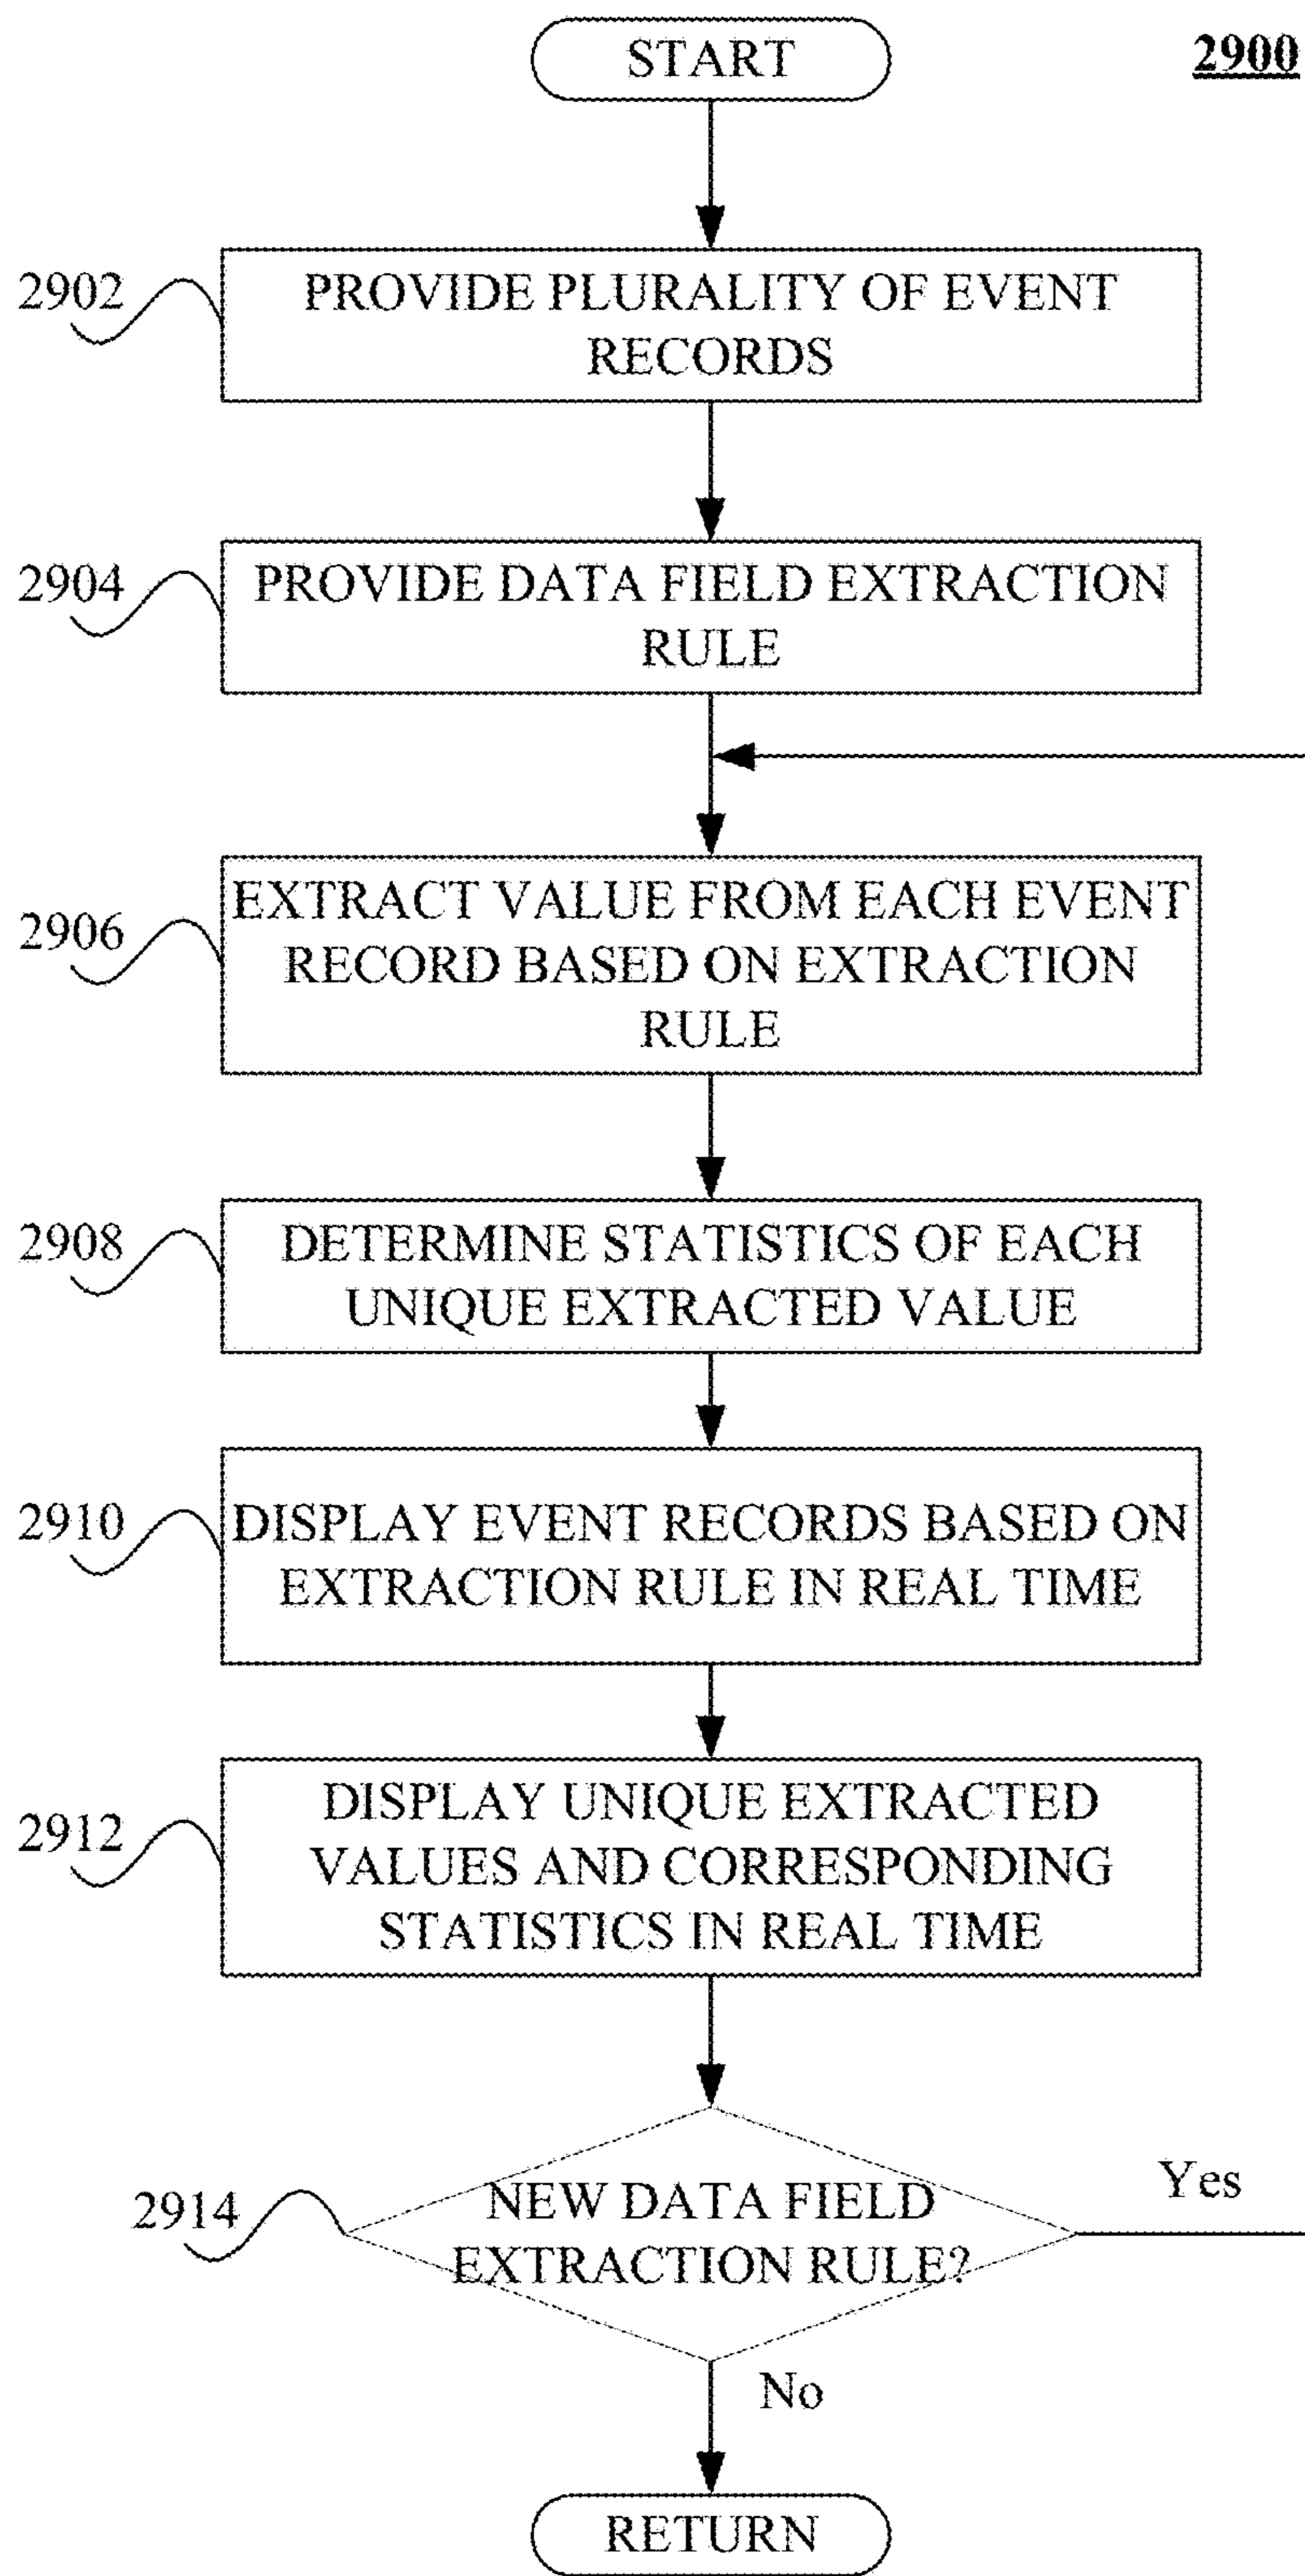 START
2900
2902
PROVIDE PLURALITY OF EVENT
RECORDS
2904
PROVIDE DATA FIELD EXTRACTION
RULE
2906
EXTRACT VALUE FROM EACH EVENT
RECORD BASED ON EXTRACTION
RULE
2908
DETERMINE STATISTICS OF EACH
UNIQUE EXTRACTED VALUE
2910
DISPLAY EVENT RECORDS BASED ON
EXTRACTION RULE IN REAL TIME
2912
DISPLAY UNIQUE EXTRACTED
VALUES AND CORRESPONDING
STATISTICS IN REAL TIME
2914
NEW DATA FIELD
EXTRACTION RULE?
Yes
No
RETURN